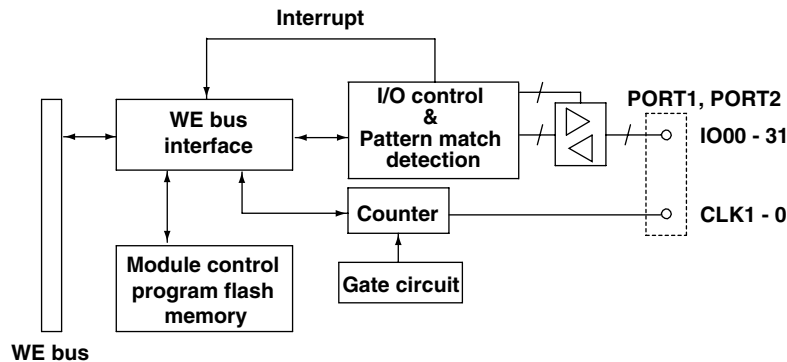 Interrupt
WE bus
interface
I/O control
&
Pattern match
detection
PORT1, PORT2
IO00 - 31
Counter
CLK1 - 0
Module control
program flash
memory
Gate circuit
WE bus